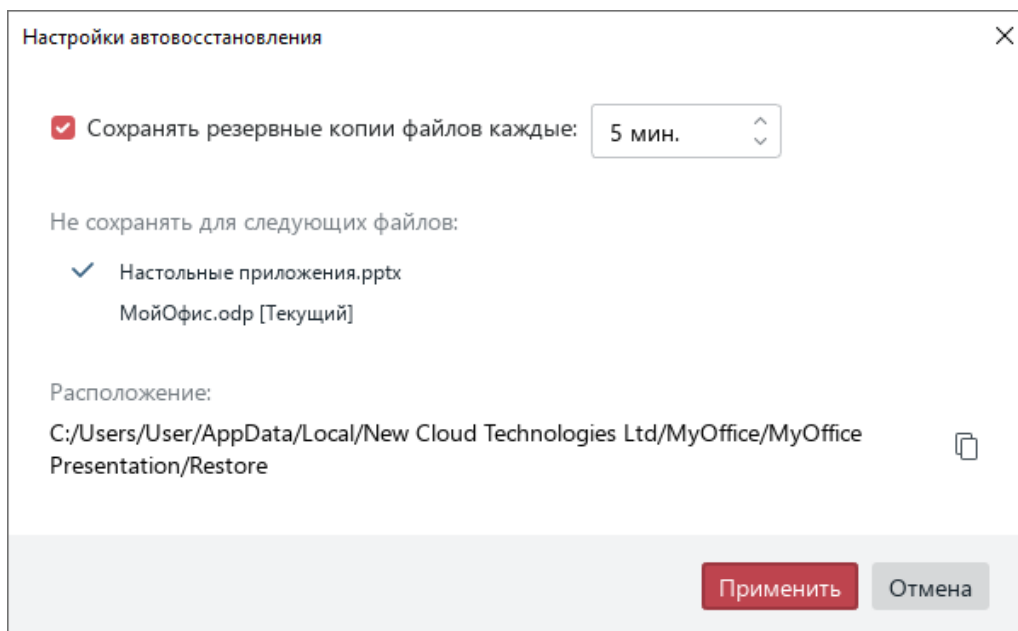 Настройки автовосстановления
Сохранять резервные копии файлов каждые: 5 мин.
Не сохранять для следующих файлов:
Настольные приложения.pptx
МойОфис.odp [Текущий]
Расположение:
C:/Users/User/AppData/Local/New Cloud Technologies Ltd/MyOffice/MyOffice
Presentation/Restore
Применить Отмена